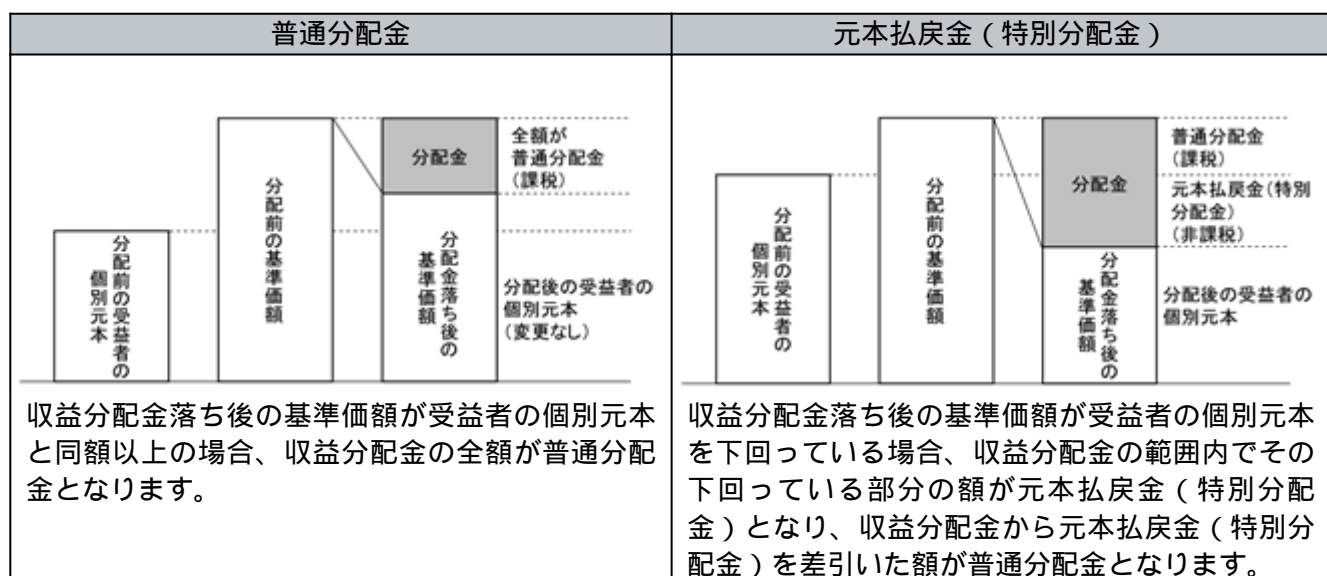 普通分配金
分配金
全額が
普通分配金
(課税)
分配前の受益者の
個別元本
分配前の基準価額
分配金落ち後の
基準価額
分配後の受益者の
個別元本
(変更なし)
収益分配金落ち後の基準価額が受益者の個別元本
と同額以上の場合、収益分配金の全額が普通分配
金となります。
元本払戻金(特別分配金)
分配金
普通分配金
(課税)
元本払戻金(特別
分配金)
(非課税)
分配前の受益者の
個別元本
分配前の基準価額
分配金落ち後の
基準価額
分配後の受益者の
個別元本
収益分配金落ち後の基準価額が受益者の個別元本
を下回っている場合、収益分配金の範囲内でその
下回っている部分の額が元本払戻金(特別分配
金)となり、収益分配金から元本払戻金(特別分
配金)を差引いた額が普通分配金となります。